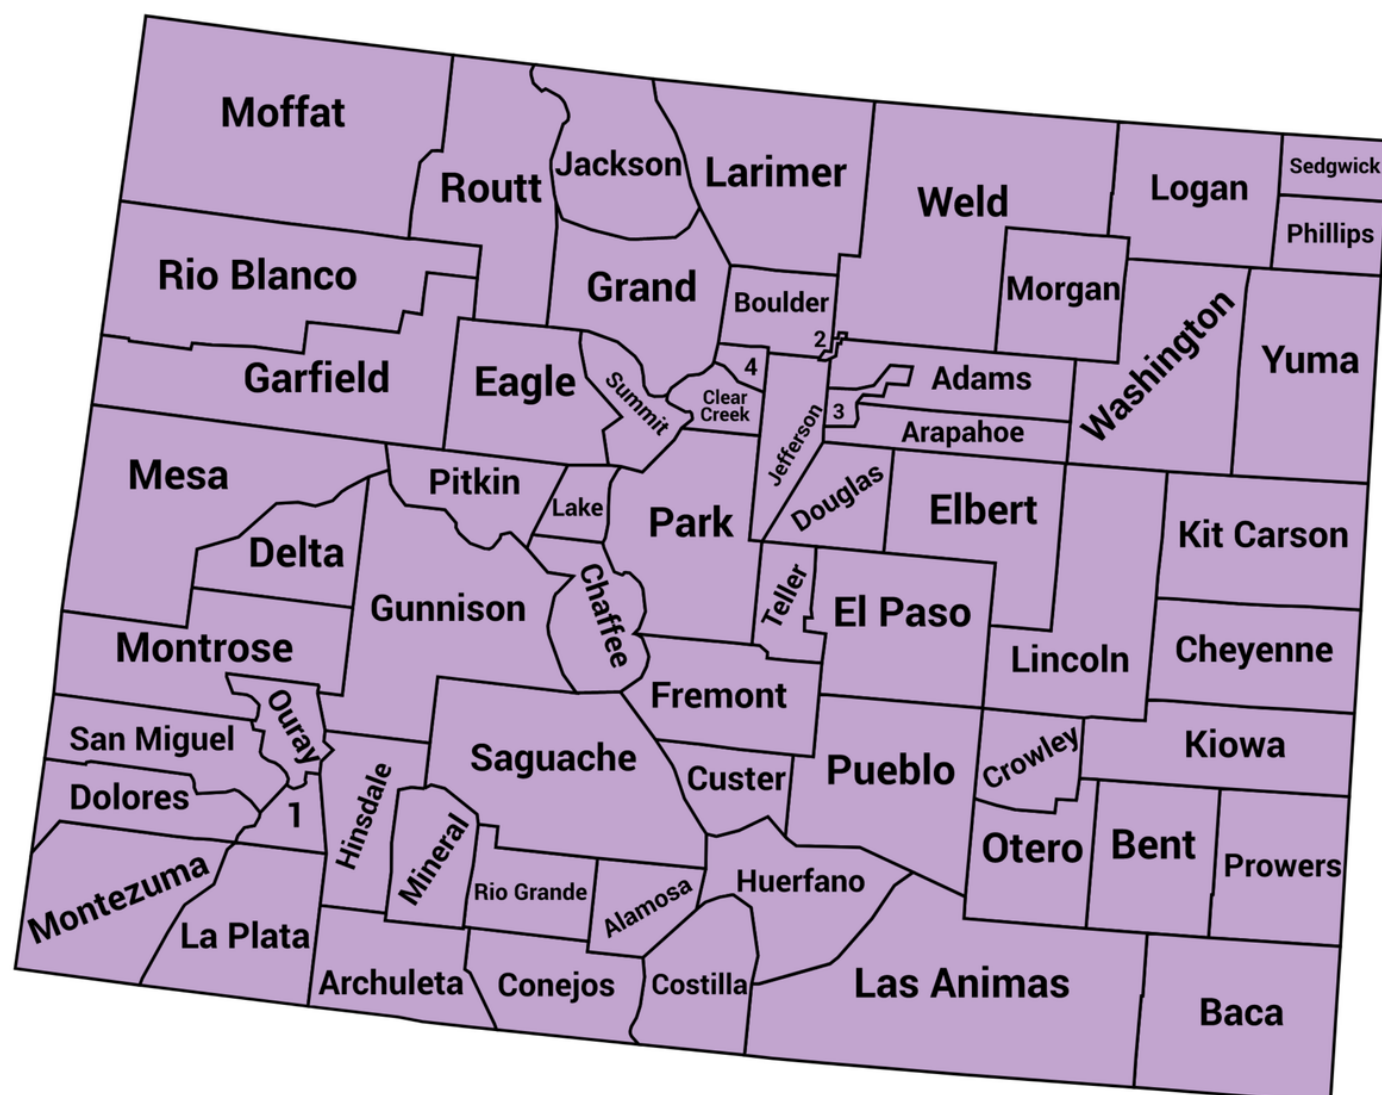 Moffat
Routt
Jackson
Larimer
Weld
Logan
Sedgwick
Phillips
Rio Blanco
Grand
Boulder
2
Morgan
Washington
Yuma
Garfield
Eagle
Summit
4
Clear
Creek
Jefferson
3
Adams
Arapahoe
Mesa
Pitkin
Lake
Park
Douglas
Elbert
Kit Carson
Delta
Gunnison
Chaffee
Teller
El Paso
Lincoln
Cheyenne
Montrose
Ouray
Fremont
San Miguel
Saguache
Custer
Pueblo
Crowley
Kiowa
Dolores
1
Hinsdale
Mineral
Rio Grande
Alamosa
Huerfano
Otero
Bent
Prowers
Montezuma
La Plata
Archuleta
Conejos
Costilla
Las Animas
Baca